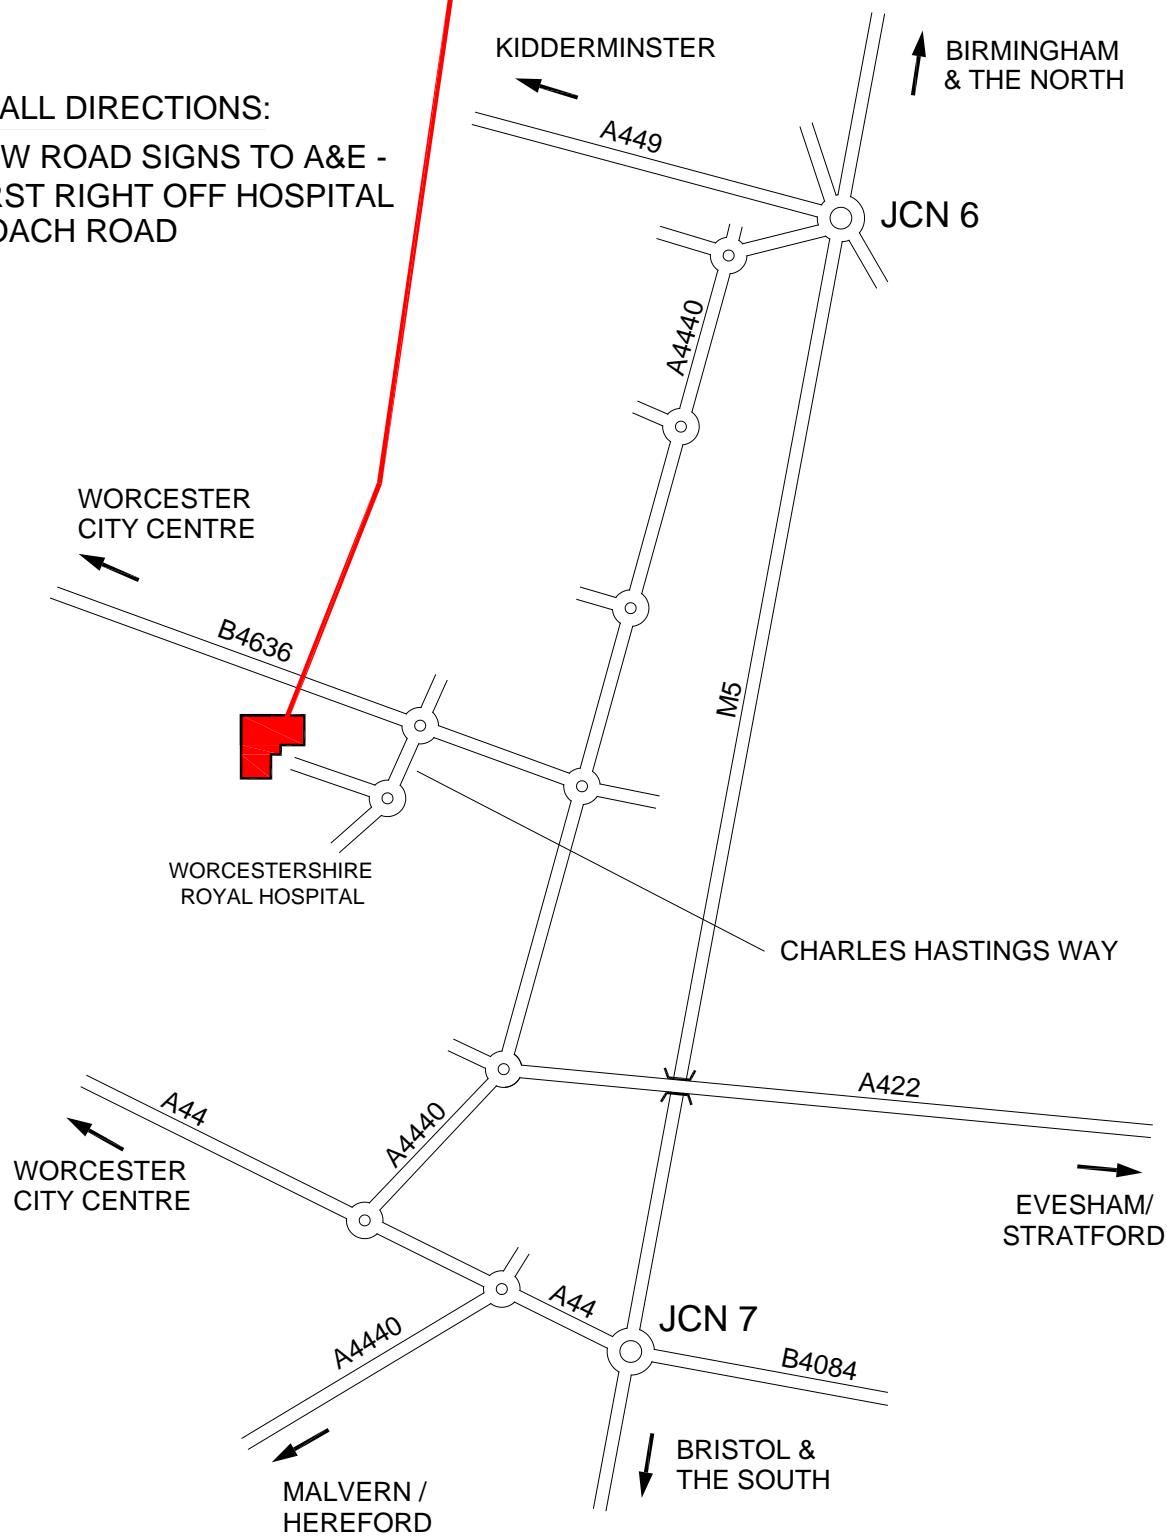 KIDDERMINSTER
BIRMINGHAM
& THE NORTH
ALL DIRECTIONS:
W ROAD SIGNS TO A&E -
RST RIGHT OFF HOSPITAL
OACH ROAD
A449
JCN 6
A4440
WORCESTER
CITY CENTRE
B4636
M5
WORCESTERSHIRE
ROYAL HOSPITAL
CHARLES HASTINGS WAY
A422
A44
A4440
WORCESTER
CITY CENTRE
EVESHAM/
STRATFORD
A44
JCN 7
A4440
B4084
BRISTOL &
THE SOUTH
MALVERN /
HEREFORD